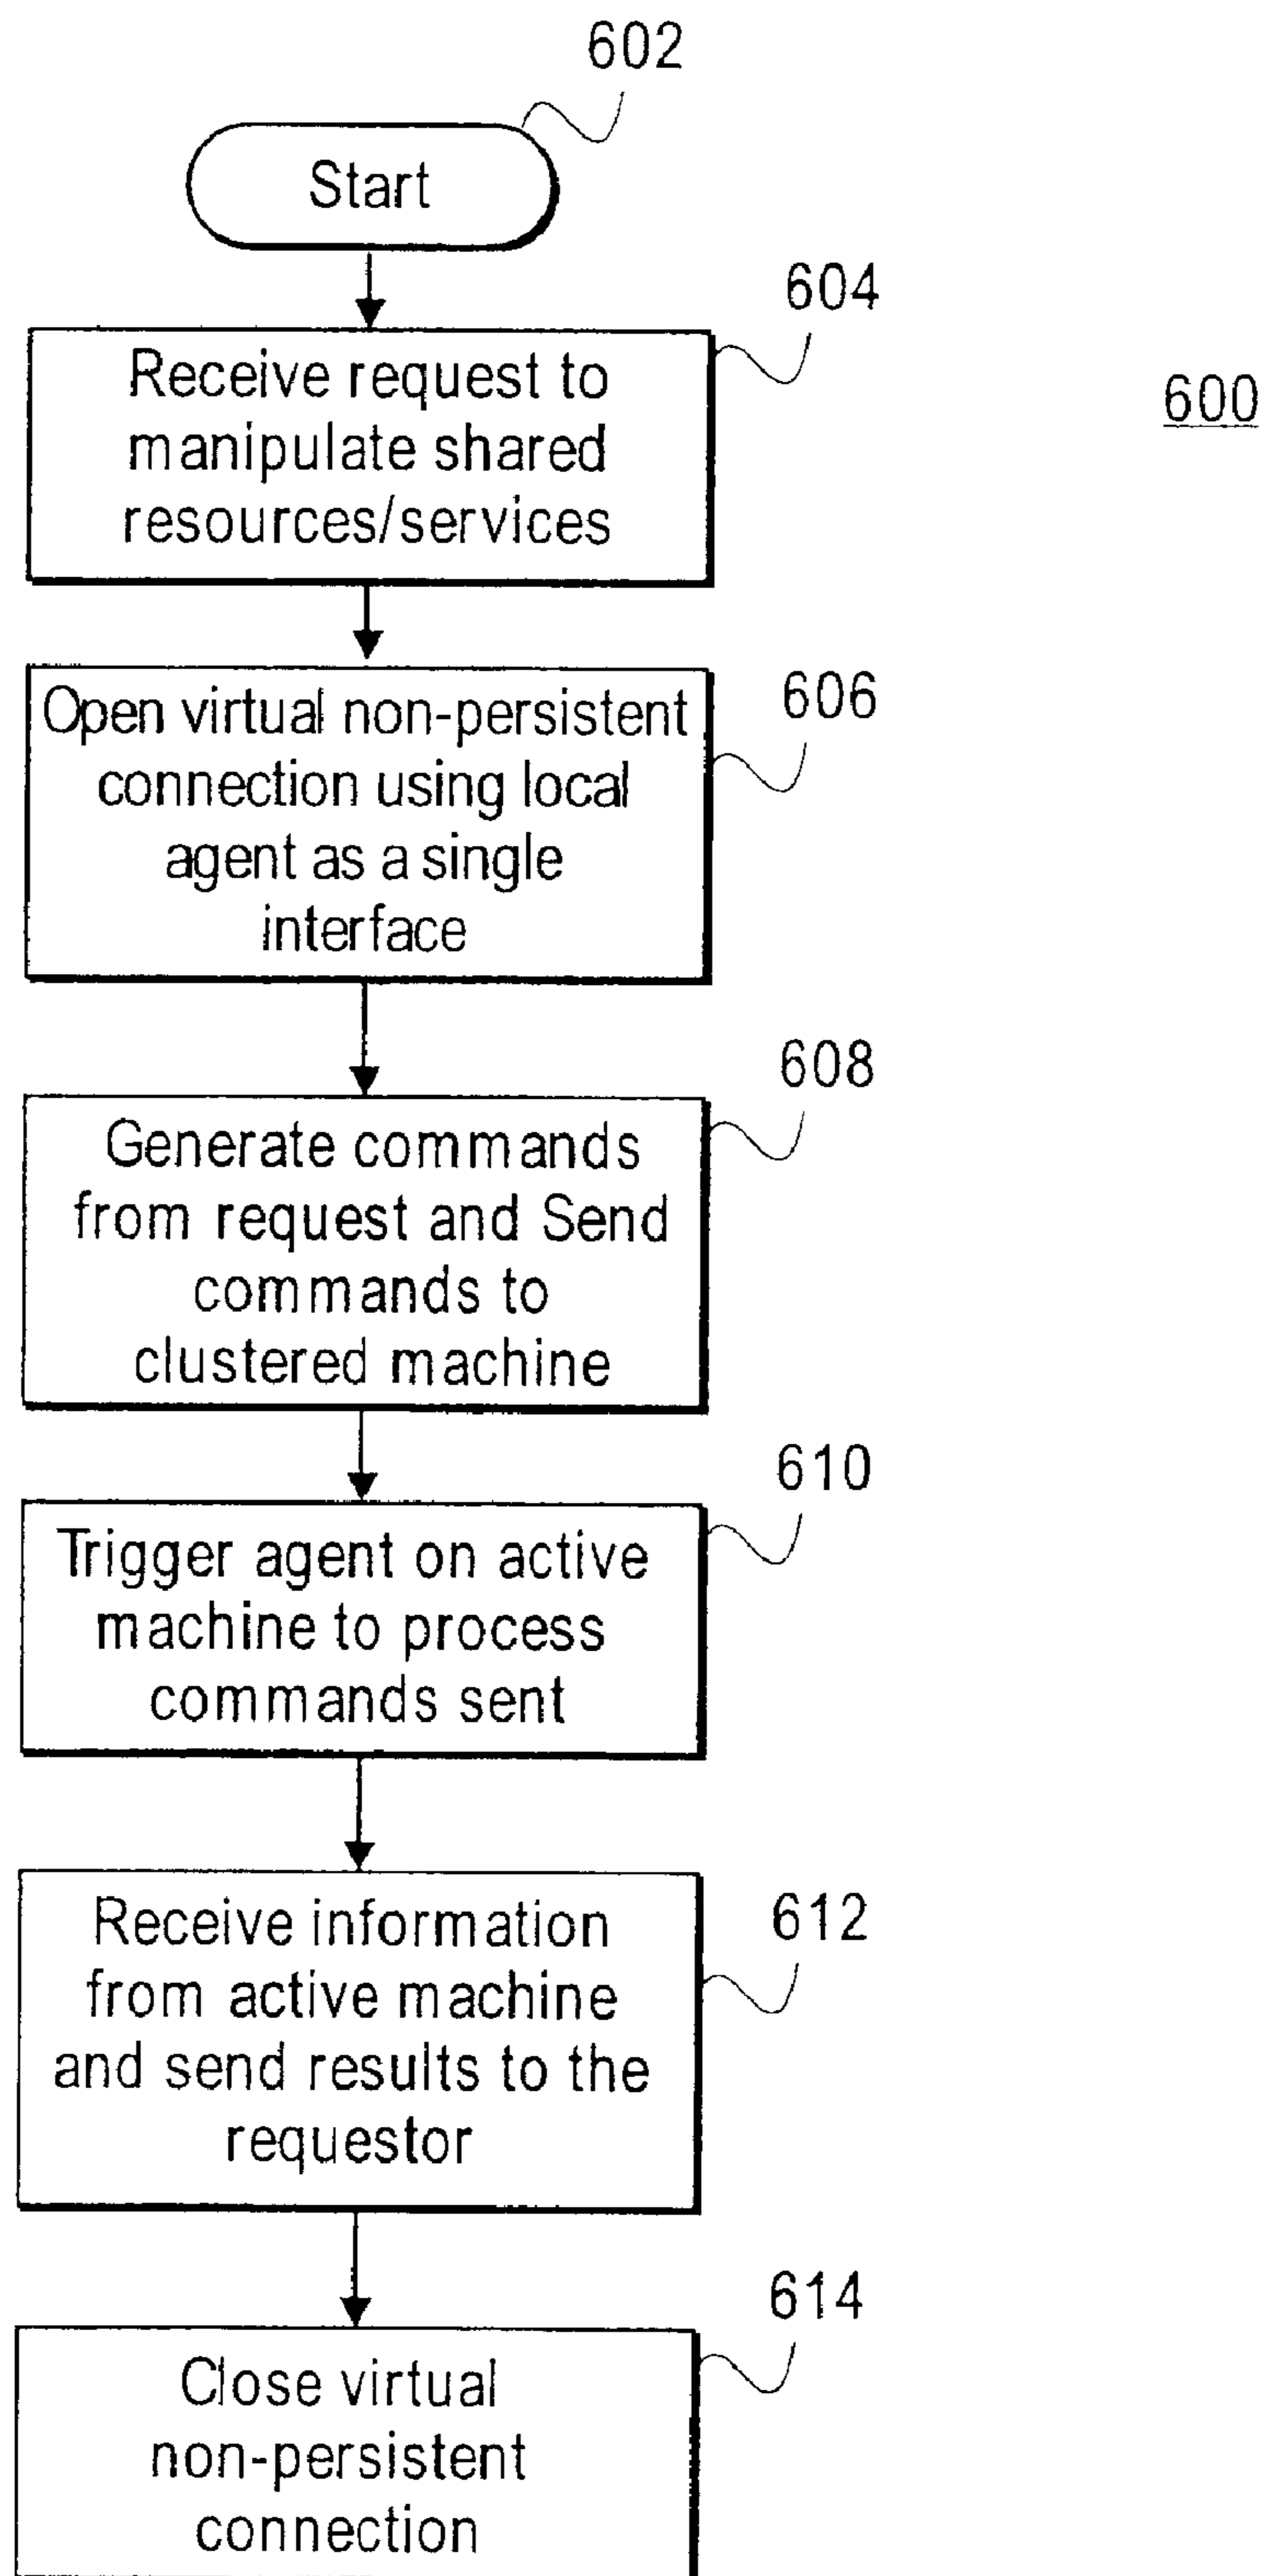 602
Start
604
Receive request to
manipulate shared
resources/services
600
606
Open virtual non-persistent
connection using local
agent as a single
interface
608
Generate commands
from request and Send
commands to
clustered machine
610
Trigger agent on active
machine to process
commands sent
612
Receive information
from active machine
and send results to the
requestor
614
Close virtual
non-persistent
connection